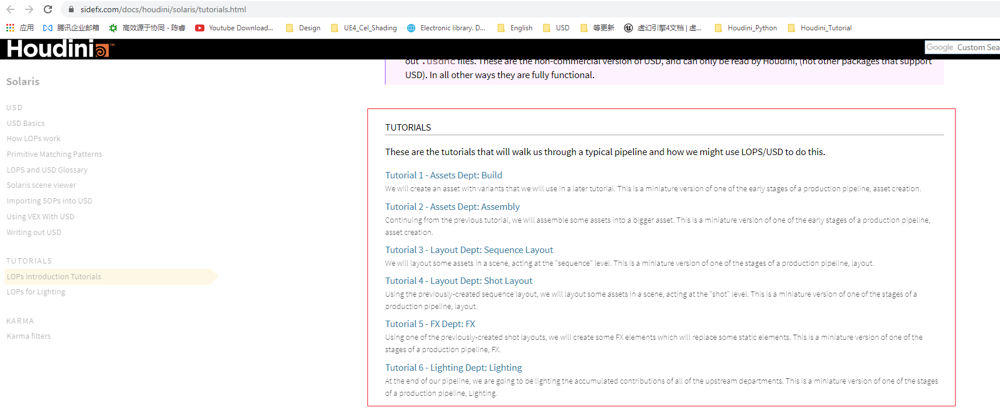 sidefx.com/docs/houdini/solaris/tutorials.html
应用 腾讯企业邮箱 高效源于协同 - 陈睿 Youtube Download... Design UE4_Cel_Shading Electronic library. D... English USD 等更新 虚幻引擎4文档 | 虚... Houdini_Python Houdini_Tutorial
Houdini™ Google Custom Sea
out .usdnc files. These are the non-commercial version of USD, and can only be read by Houdini, (not other packages that support
USD). In all other ways they are fully functional.
Solaris
USD
USD Basics
How LOPs work
Primitive Matching Patterns
LOPS and USD Glossary
Solaris scene viewer
Importing SOPs into USD
Using VEX With USD
Writing out USD
TUTORIALS
LOPs Introduction Tutorials
LOPs for Lighting
KARMA
Karma filters
TUTORIALS
These are the tutorials that will walk us through a typical pipeline and how we might use LOPS/USD to do this.
Tutorial 1 - Assets Dept: Build
We will create an asset with variants that we will use in a later tutorial. This is a miniature version of one of the early stages of a production pipeline, asset creation.
Tutorial 2 - Assets Dept: Assembly
Continuing from the previous tutorial, we will assemble some assets into a bigger asset. This is a miniature version of one of the early stages of a production pipeline,
asset creation.
Tutorial 3 - Layout Dept: Sequence Layout
We will layout some assets in a scene, acting at the "sequence" level. This is a miniature version of one of the stages of a production pipeline, layout.
Tutorial 4 - Layout Dept: Shot Layout
Using the previously-created sequence layout, we will layout some assets in a scene, acting at the "shot" level. This is a miniature version of one of the stages of a
production pipeline, layout.
Tutorial 5 - FX Dept: FX
Using one of the previously-created shot layouts, we will create some FX elements which will replace some static elements. This is a miniature version of one of the
stages of a production pipeline, FX.
Tutorial 6 - Lighting Dept: Lighting
At the end of our pipeline, we are going to be lighting the accumulated contributions of all of the upstream departments. This is a miniature version of one of the stages
of a production pipeline, Lighting.